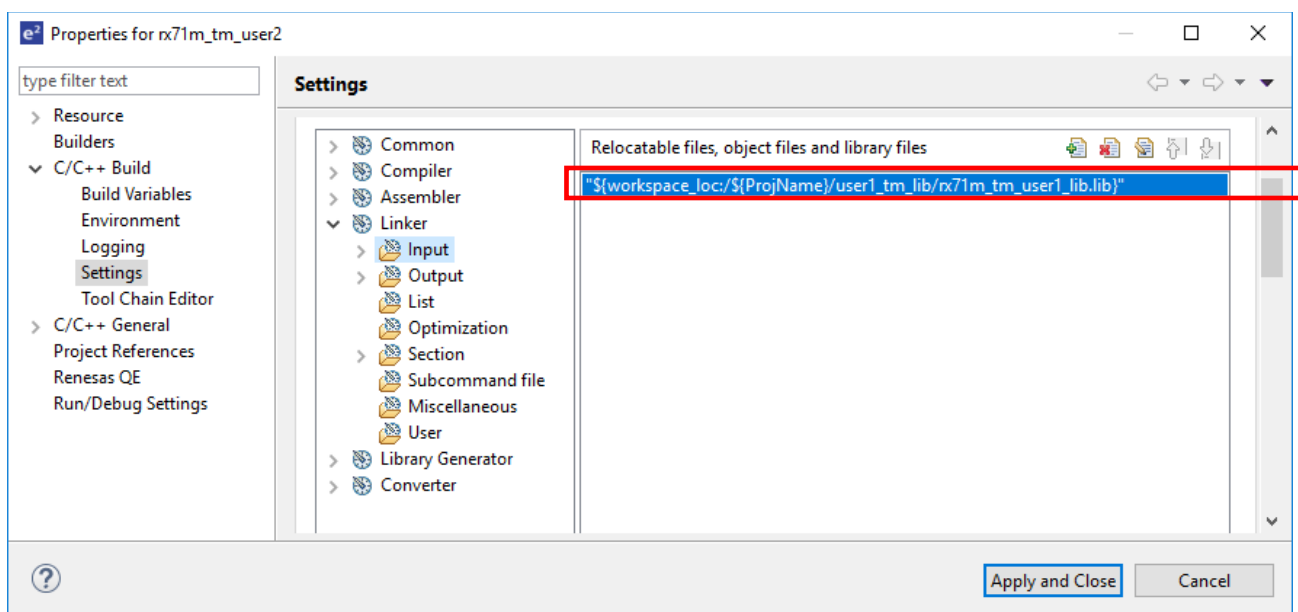 e² Properties for rx71m_tm_user2
type filter text
Settings
Resource
Builders
C/C++ Build
Build Variables
Environment
Logging
Settings
Tool Chain Editor
C/C++ General
Project References
Renesas QE
Run/Debug Settings
Common
Compiler
Assembler
Linker
Input
Output
List
Optimization
Section
Subcommand file
Miscellaneous
User
Library Generator
Converter
Relocatable files, object files and library files
"${workspace_loc:/${ProjName}/user1_tm_lib/rx71m_tm_user1_lib.lib}"
?
Apply and Close
Cancel